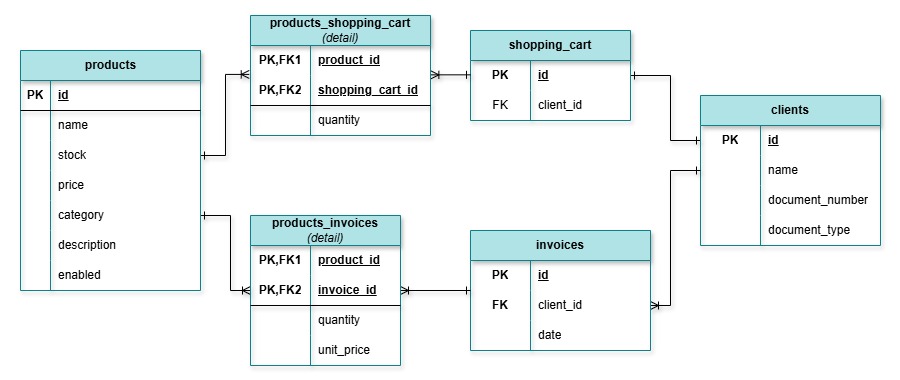 products
PK id
name
stock
price
category
description
enabled
products_shopping_cart
(detail)
PK,FK1 product_id
PK,FK2 shopping_cart_id
quantity
shopping_cart
PK id
FK client_id
clients
PK id
name
document_number
document_type
products_invoices
(detail)
PK,FK1 product_id
PK,FK2 invoice_id
quantity
unit_price
invoices
PK id
FK client_id
date